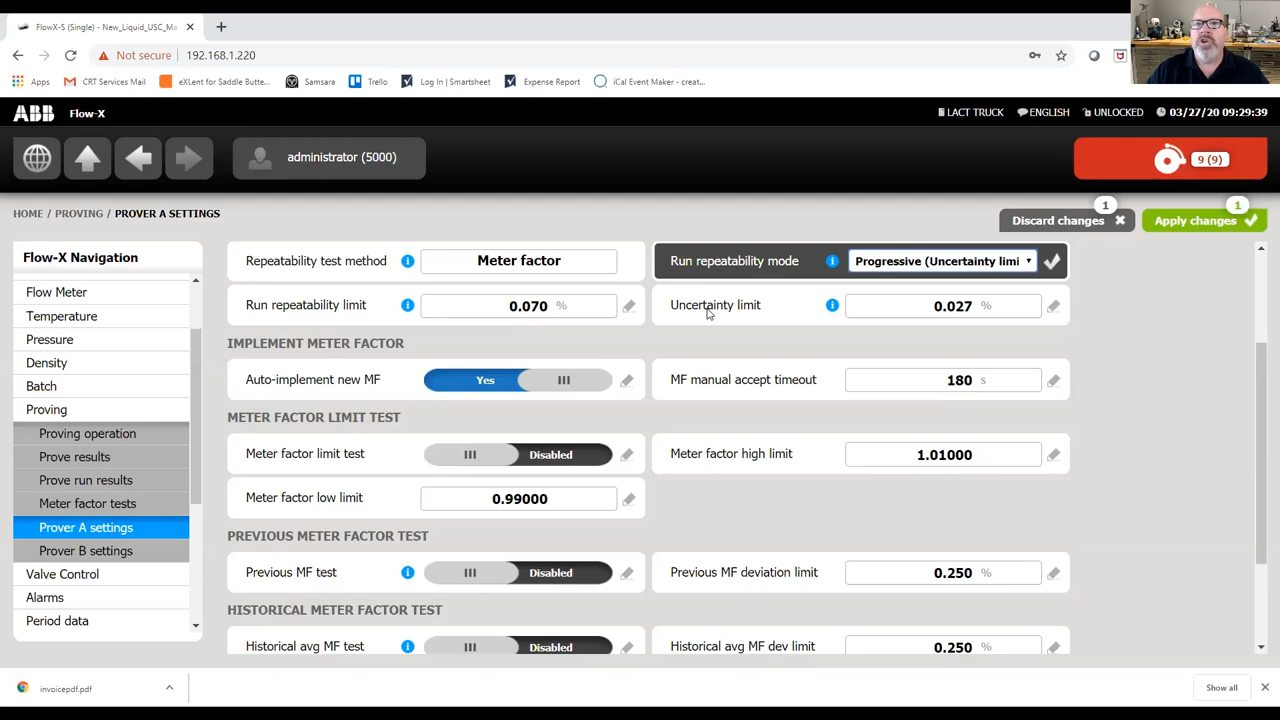 FlowX-S (Single) - New_Liquid_USC_Ma
Not secure 192.168.1.220
Apps CRT Services Mail eXLent for Saddle Butte... Samsara Trello Log In | Smartsheet Expense Report iCal Event Maker - creat...
ABB Flow-X LACT TRUCK ENGLISH UNLOCKED 03/27/20 09:29:39
administrator (5000) 9 (9)
HOME / PROVING / PROVER A SETTINGS Discard changes 1 Apply changes 1
Flow-X Navigation
Flow Meter
Temperature
Pressure
Density
Batch
Proving
Proving operation
Prove results
Prove run results
Meter factor tests
Prover A settings
Prover B settings
Valve Control
Alarms
Period data
Repeatability test method Meter factor Run repeatability mode Progressive (Uncertainty limi
Run repeatability limit 0.070 % Uncertainty limit 0.027 %
IMPLEMENT METER FACTOR
Auto-implement new MF Yes MF manual accept timeout 180 s
METER FACTOR LIMIT TEST
Meter factor limit test Disabled Meter factor high limit 1.01000
Meter factor low limit 0.99000
PREVIOUS METER FACTOR TEST
Previous MF test Disabled Previous MF deviation limit 0.250 %
HISTORICAL METER FACTOR TEST
Historical avg MF test Disabled Historical avg MF dev limit 0.250 %
invoicepdf.pdf Show all